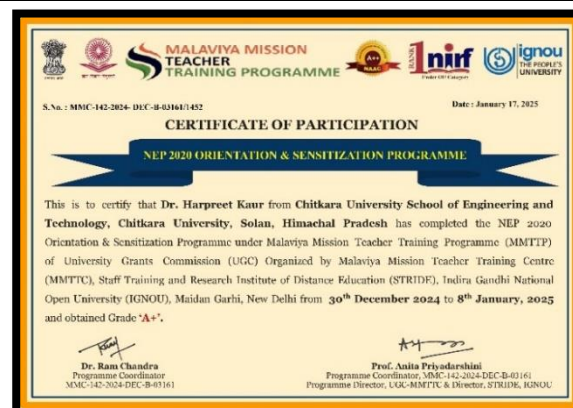 MALAVIYA MISSION
TEACHER
TRAINING PROGRAMME
A++
NAAC
RANK
1
nirf
Under OU Category
ignou
THE PEOPLE'S
UNIVERSITY
S.No. : MMC-142-2024- DEC-B-03161/1452
Date : January 17, 2025
CERTIFICATE OF PARTICIPATION
NEP 2020 ORIENTATION & SENSITIZATION PROGRAMME
This is to certify that Dr. Harpreet Kaur from Chitkara University School of Engineering and
Technology, Chitkara University, Solan, Himachal Pradesh has completed the NEP 2020
Orientation & Sensitization Programme under Malaviya Mission Teacher Training Programme (MMTTP)
of University Grants Commission (UGC) Organized by Malaviya Mission Teacher Training Centre
(MMTTC), Staff Training and Research Institute of Distance Education (STRIDE), Indira Gandhi National
Open University (IGNOU), Maidan Garhi, New Delhi from 30th December 2024 to 8th January, 2025
and obtained Grade 'A+'.
Dr. Ram Chandra
Programme Coordinator
MMC-142-2024-DEC-B-03161
Prof. Anita Priyadarshini
Programme Coordinator, MMC-142-2024-DEC-B-03161
Programme Director, UGC-MMTTC & Director, STRIDE, IGNOU